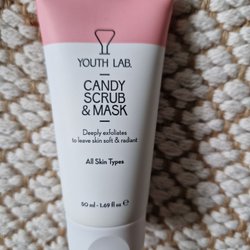 YOUTH LAB.
CANDY
SCRUB
& MASK
Deeply exfoliates
to leave skin soft & radiant
All Skin Types
50 ml - 1.69 fl oz ℮